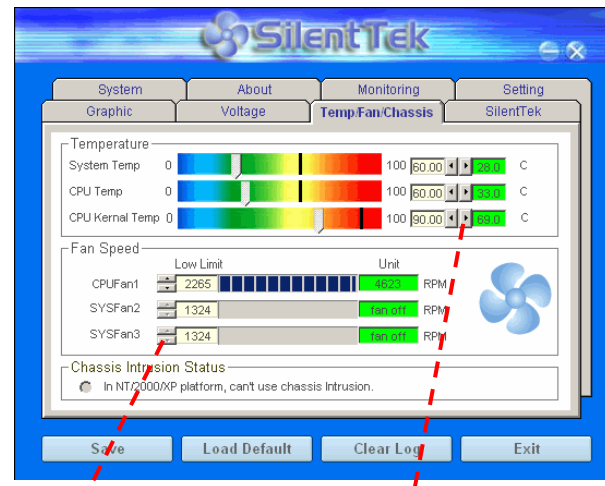 SilentTek
System About Monitoring Setting
Graphic Voltage Temp/Fan/Chassis SilentTek
Temperature
System Temp 0 100 60.00 28.0 C
CPU Temp 0 100 60.00 33.0 C
CPU Kernal Temp 0 100 90.00 69.0 C
Fan Speed
Low Limit Unit
CPUFan1 2265 4623 RPM
SYSFan2 1324 fan off RPM
SYSFan3 1324 fan off RPM
Chassis Intrusion Status
In NT/2000/XP platform, can't use chassis Intrusion.
Save Load Default Clear Log Exit